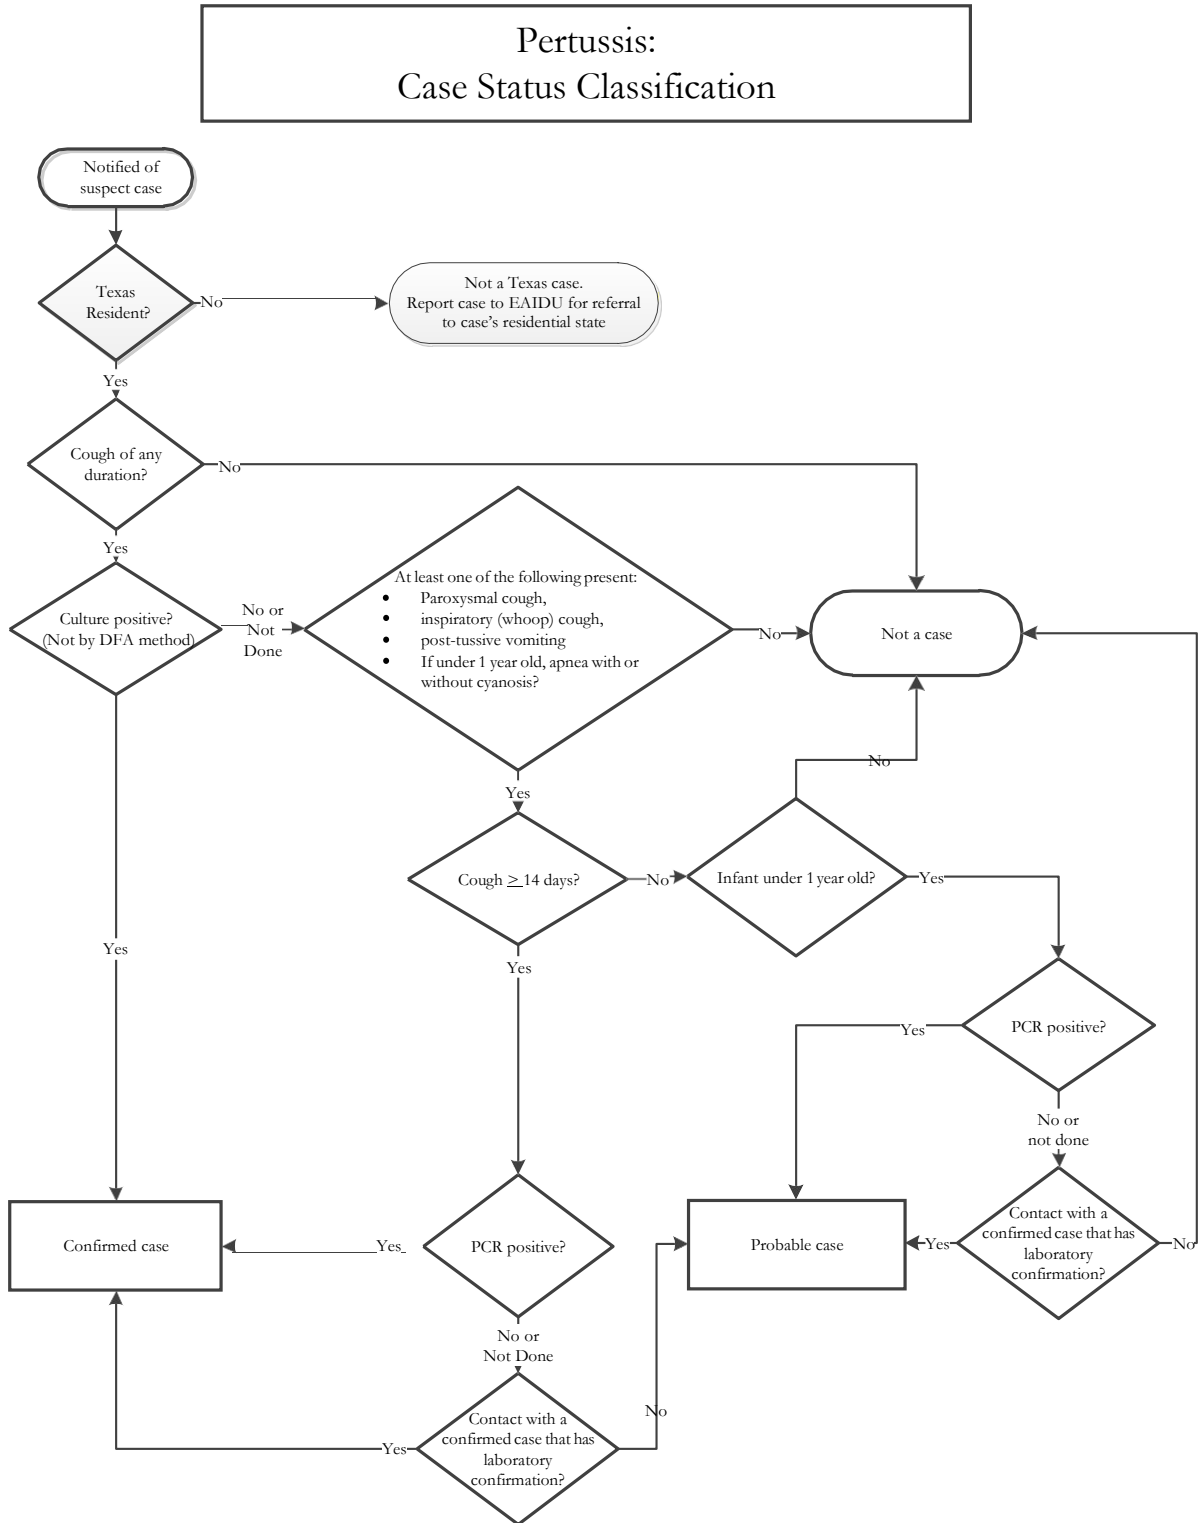 Pertussis:
Case Status Classification
Notified of
suspect case
Texas
Resident?
No
Not a Texas case.
Report case to EAIDU for referral
to case's residential state
Yes
Cough of any
duration?
No
Yes
Culture positive?
(Not by DFA method)
No or
Not
Done
At least one of the following present:
• Paroxysmal cough,
• inspiratory (whoop) cough,
• post-tussive vomiting
• If under 1 year old, apnea with or
without cyanosis?
No
Not a case
Yes
No
Cough ≥ 14 days?
No
Infant under 1 year old?
Yes
Yes
Yes
PCR positive?
Yes
No or
not done
Confirmed case
Yes
PCR positive?
Probable case
Yes
Contact with a
confirmed case that has
laboratory
confirmation?
No
No or
Not Done
No
Yes
Contact with a
confirmed case that has
laboratory
confirmation?